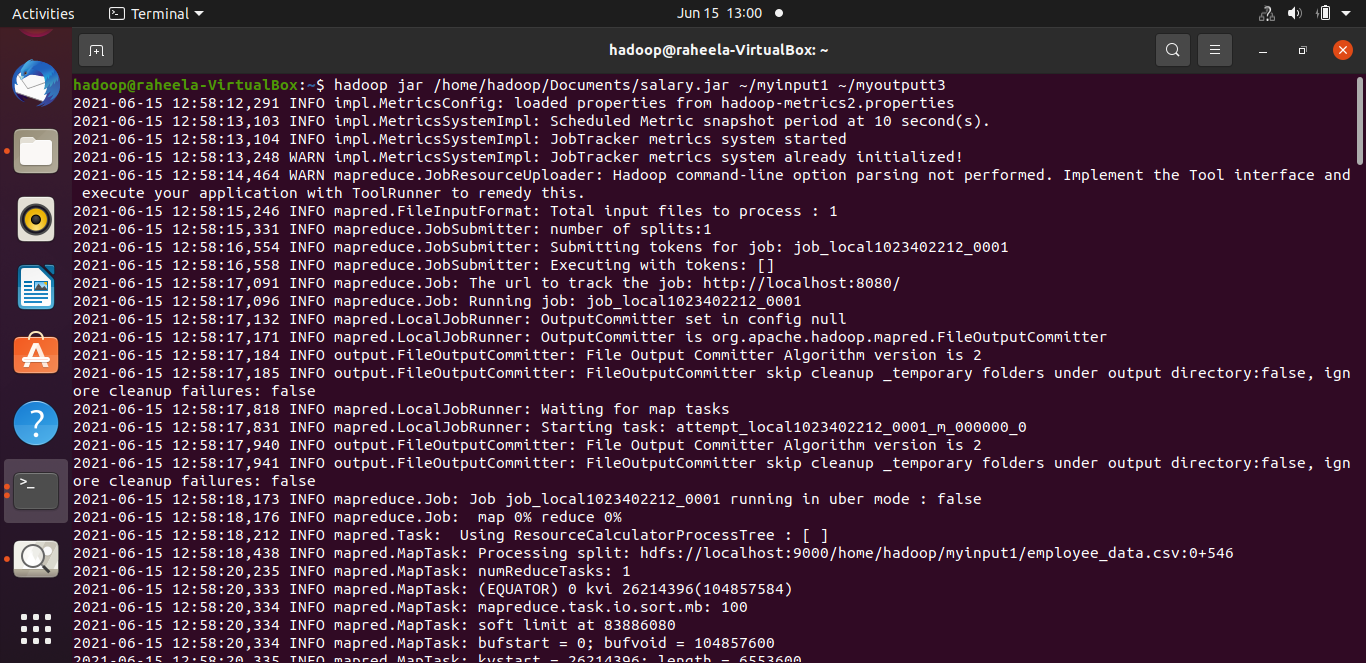 Activities
Terminal
Jun 15 13:00
hadoop@raheela-VirtualBox: ~
hadoop@raheela-VirtualBox:~$ hadoop jar /home/hadoop/Documents/salary.jar ~/myinput1 ~/myoutputt3
2021-06-15 12:58:12,291 INFO impl.MetricsConfig: loaded properties from hadoop-metrics2.properties
2021-06-15 12:58:13,103 INFO impl.MetricsSystemImpl: Scheduled Metric snapshot period at 10 second(s).
2021-06-15 12:58:13,104 INFO impl.MetricsSystemImpl: JobTracker metrics system started
2021-06-15 12:58:13,248 WARN impl.MetricsSystemImpl: JobTracker metrics system already initialized!
2021-06-15 12:58:14,464 WARN mapreduce.JobResourceUploader: Hadoop command-line option parsing not performed. Implement the Tool interface and
 execute your application with ToolRunner to remedy this.
2021-06-15 12:58:15,246 INFO mapred.FileInputFormat: Total input files to process : 1
2021-06-15 12:58:15,331 INFO mapreduce.JobSubmitter: number of splits:1
2021-06-15 12:58:16,554 INFO mapreduce.JobSubmitter: Submitting tokens for job: job_local1023402212_0001
2021-06-15 12:58:16,558 INFO mapreduce.JobSubmitter: Executing with tokens: []
2021-06-15 12:58:17,091 INFO mapreduce.Job: The url to track the job: http://localhost:8080/
2021-06-15 12:58:17,096 INFO mapreduce.Job: Running job: job_local1023402212_0001
2021-06-15 12:58:17,132 INFO mapred.LocalJobRunner: OutputCommitter set in config null
2021-06-15 12:58:17,171 INFO mapred.LocalJobRunner: OutputCommitter is org.apache.hadoop.mapred.FileOutputCommitter
2021-06-15 12:58:17,184 INFO output.FileOutputCommitter: File Output Committer Algorithm version is 2
2021-06-15 12:58:17,185 INFO output.FileOutputCommitter: FileOutputCommitter skip cleanup _temporary folders under output directory:false, ign
ore cleanup failures: false
2021-06-15 12:58:17,818 INFO mapred.LocalJobRunner: Waiting for map tasks
2021-06-15 12:58:17,831 INFO mapred.LocalJobRunner: Starting task: attempt_local1023402212_0001_m_000000_0
2021-06-15 12:58:17,940 INFO output.FileOutputCommitter: File Output Committer Algorithm version is 2
2021-06-15 12:58:17,941 INFO output.FileOutputCommitter: FileOutputCommitter skip cleanup _temporary folders under output directory:false, ign
ore cleanup failures: false
2021-06-15 12:58:18,173 INFO mapreduce.Job: Job job_local1023402212_0001 running in uber mode : false
2021-06-15 12:58:18,176 INFO mapreduce.Job:  map 0% reduce 0%
2021-06-15 12:58:18,212 INFO mapred.Task:  Using ResourceCalculatorProcessTree : [ ]
2021-06-15 12:58:18,438 INFO mapred.MapTask: Processing split: hdfs://localhost:9000/home/hadoop/myinput1/employee_data.csv:0+546
2021-06-15 12:58:20,235 INFO mapred.MapTask: numReduceTasks: 1
2021-06-15 12:58:20,333 INFO mapred.MapTask: (EQUATOR) 0 kvi 26214396(104857584)
2021-06-15 12:58:20,334 INFO mapred.MapTask: mapreduce.task.io.sort.mb: 100
2021-06-15 12:58:20,334 INFO mapred.MapTask: soft limit at 83886080
2021-06-15 12:58:20,334 INFO mapred.MapTask: bufstart = 0; bufvoid = 104857600
2021-06-15 12:58:20,335 INFO mapred.MapTask: kvstart = 26214396; length = 6553600